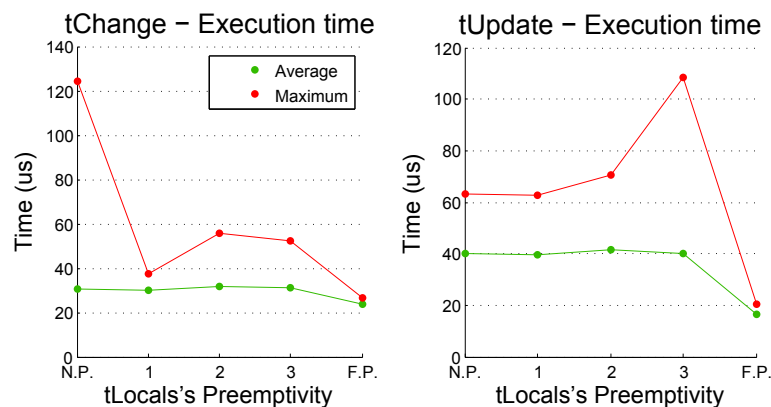 tChange − Execution time
140
120
100
80
60
40
20
0
Time (us)
Average
Maximum
N.P. 1 2 3 F.P.
tLocals's Preemptivity
tUpdate − Execution time
120
100
80
60
40
20
0
Time (us)
N.P. 1 2 3 F.P.
tLocals's Preemptivity